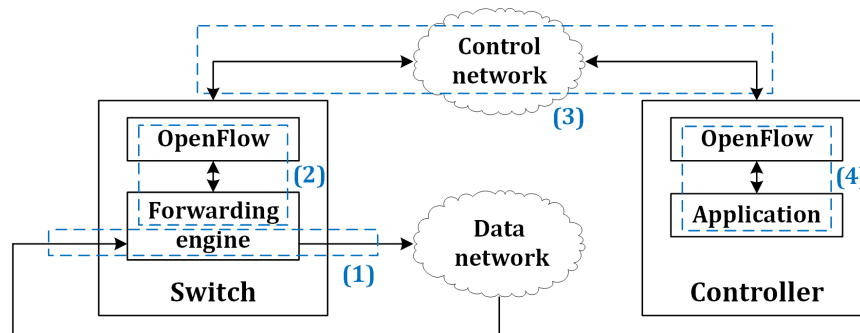 Control
network
(3)
OpenFlow
(2)
Forwarding
engine
(1)
Switch
Data
network
OpenFlow
(4)
Application
Controller